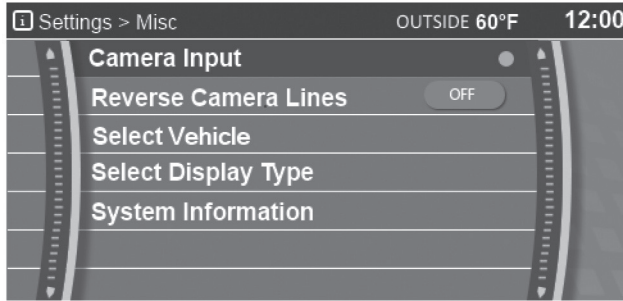 i Settings > Misc OUTSIDE 60°F 12:00
Camera Input
Reverse Camera Lines OFF
Select Vehicle
Select Display Type
System Information